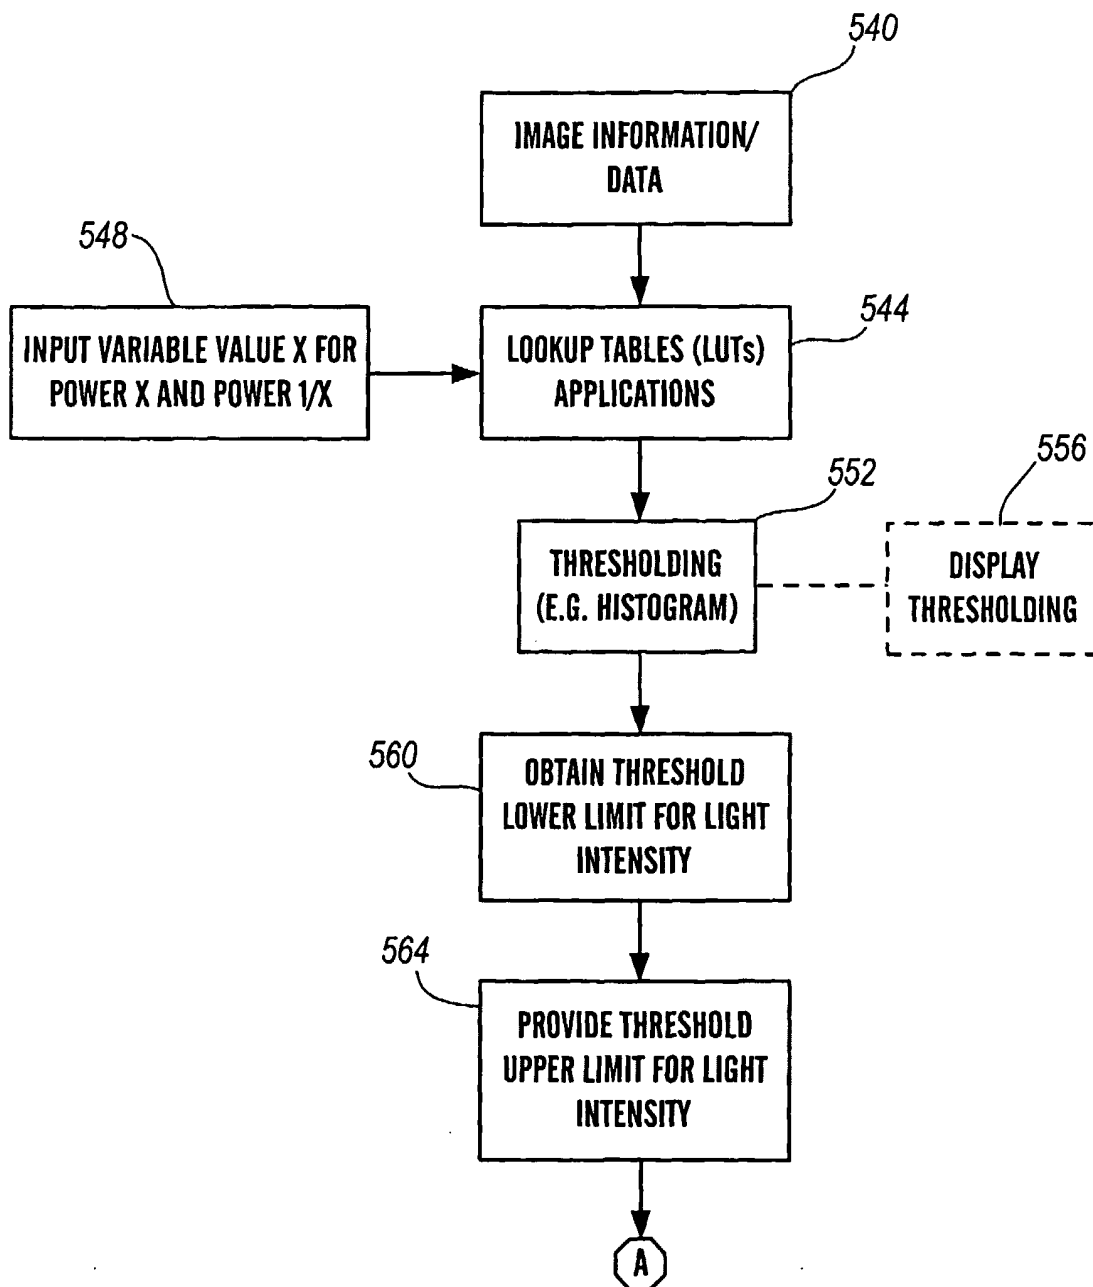 540
IMAGE INFORMATION/
DATA
548
INPUT VARIABLE VALUE X FOR
POWER X AND POWER 1/X
544
LOOKUP TABLES (LUTs)
APPLICATIONS
552
556
THRESHOLDING
(E.G. HISTOGRAM)
DISPLAY
THRESHOLDING
560
OBTAIN THRESHOLD
LOWER LIMIT FOR LIGHT
INTENSITY
564
PROVIDE THRESHOLD
UPPER LIMIT FOR LIGHT
INTENSITY
A